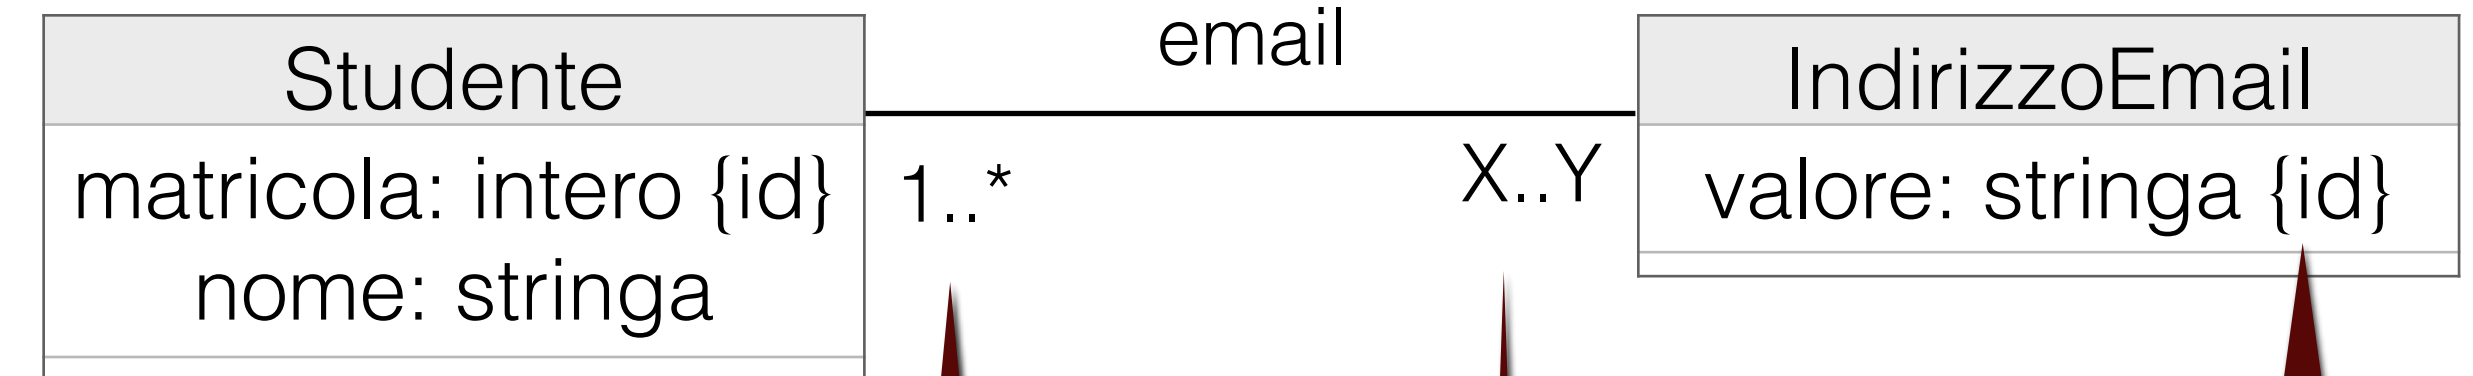 Studente
matricola: intero {id}
nome: stringa
email
1..*
X..Y
IndirizzoEmail
valore: stringa {id}